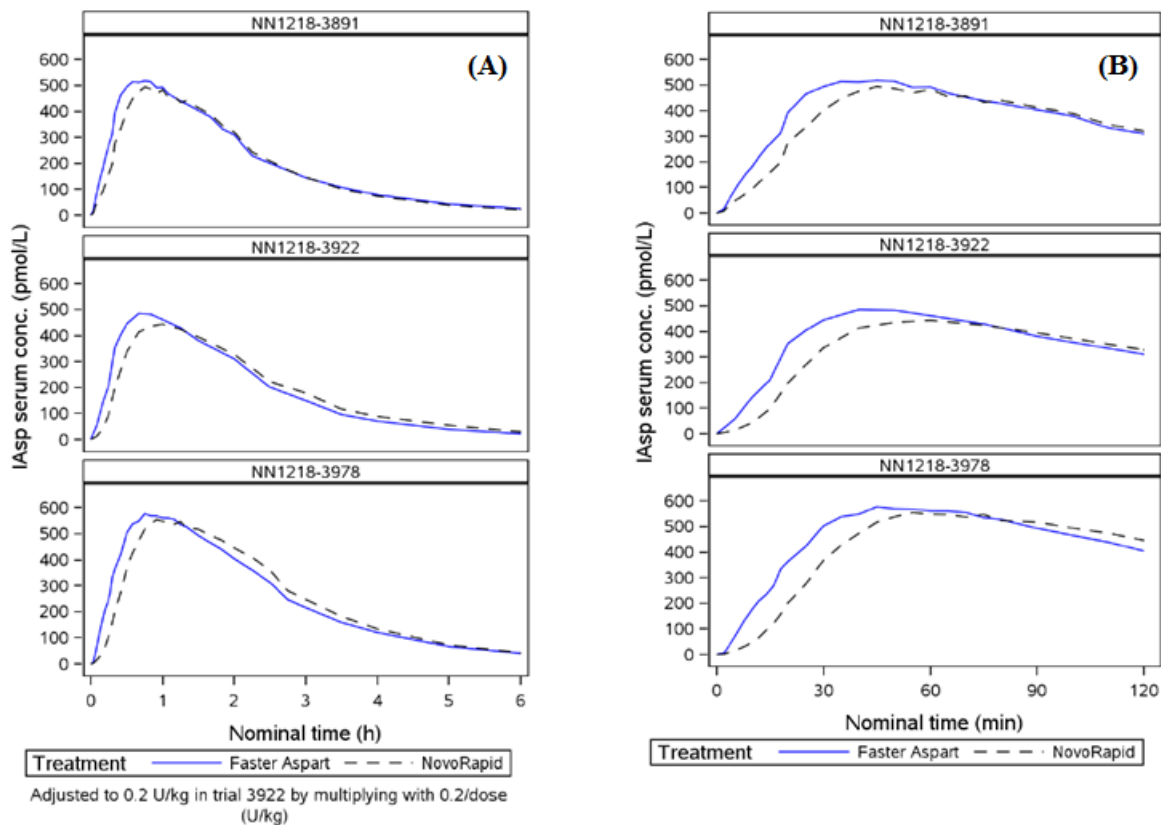 NN1218-3891
(A)
600
500
400
300
200
100
0
NN1218-3922
600
500
400
300
200
100
0
NN1218-3978
600
500
400
300
200
100
0
IAsp serum conc. (pmol/L)
0 1 2 3 4 5 6
Nominal time (h)
Treatment Faster Aspart NovoRapid
Adjusted to 0.2 U/kg in trial 3922 by multiplying with 0.2/dose
(U/kg)
NN1218-3891
(B)
600
500
400
300
200
100
0
NN1218-3922
600
500
400
300
200
100
0
NN1218-3978
600
500
400
300
200
100
0
IAsp serum conc. (pmol/L)
0 30 60 90 120
Nominal time (min)
Treatment Faster Aspart NovoRapid